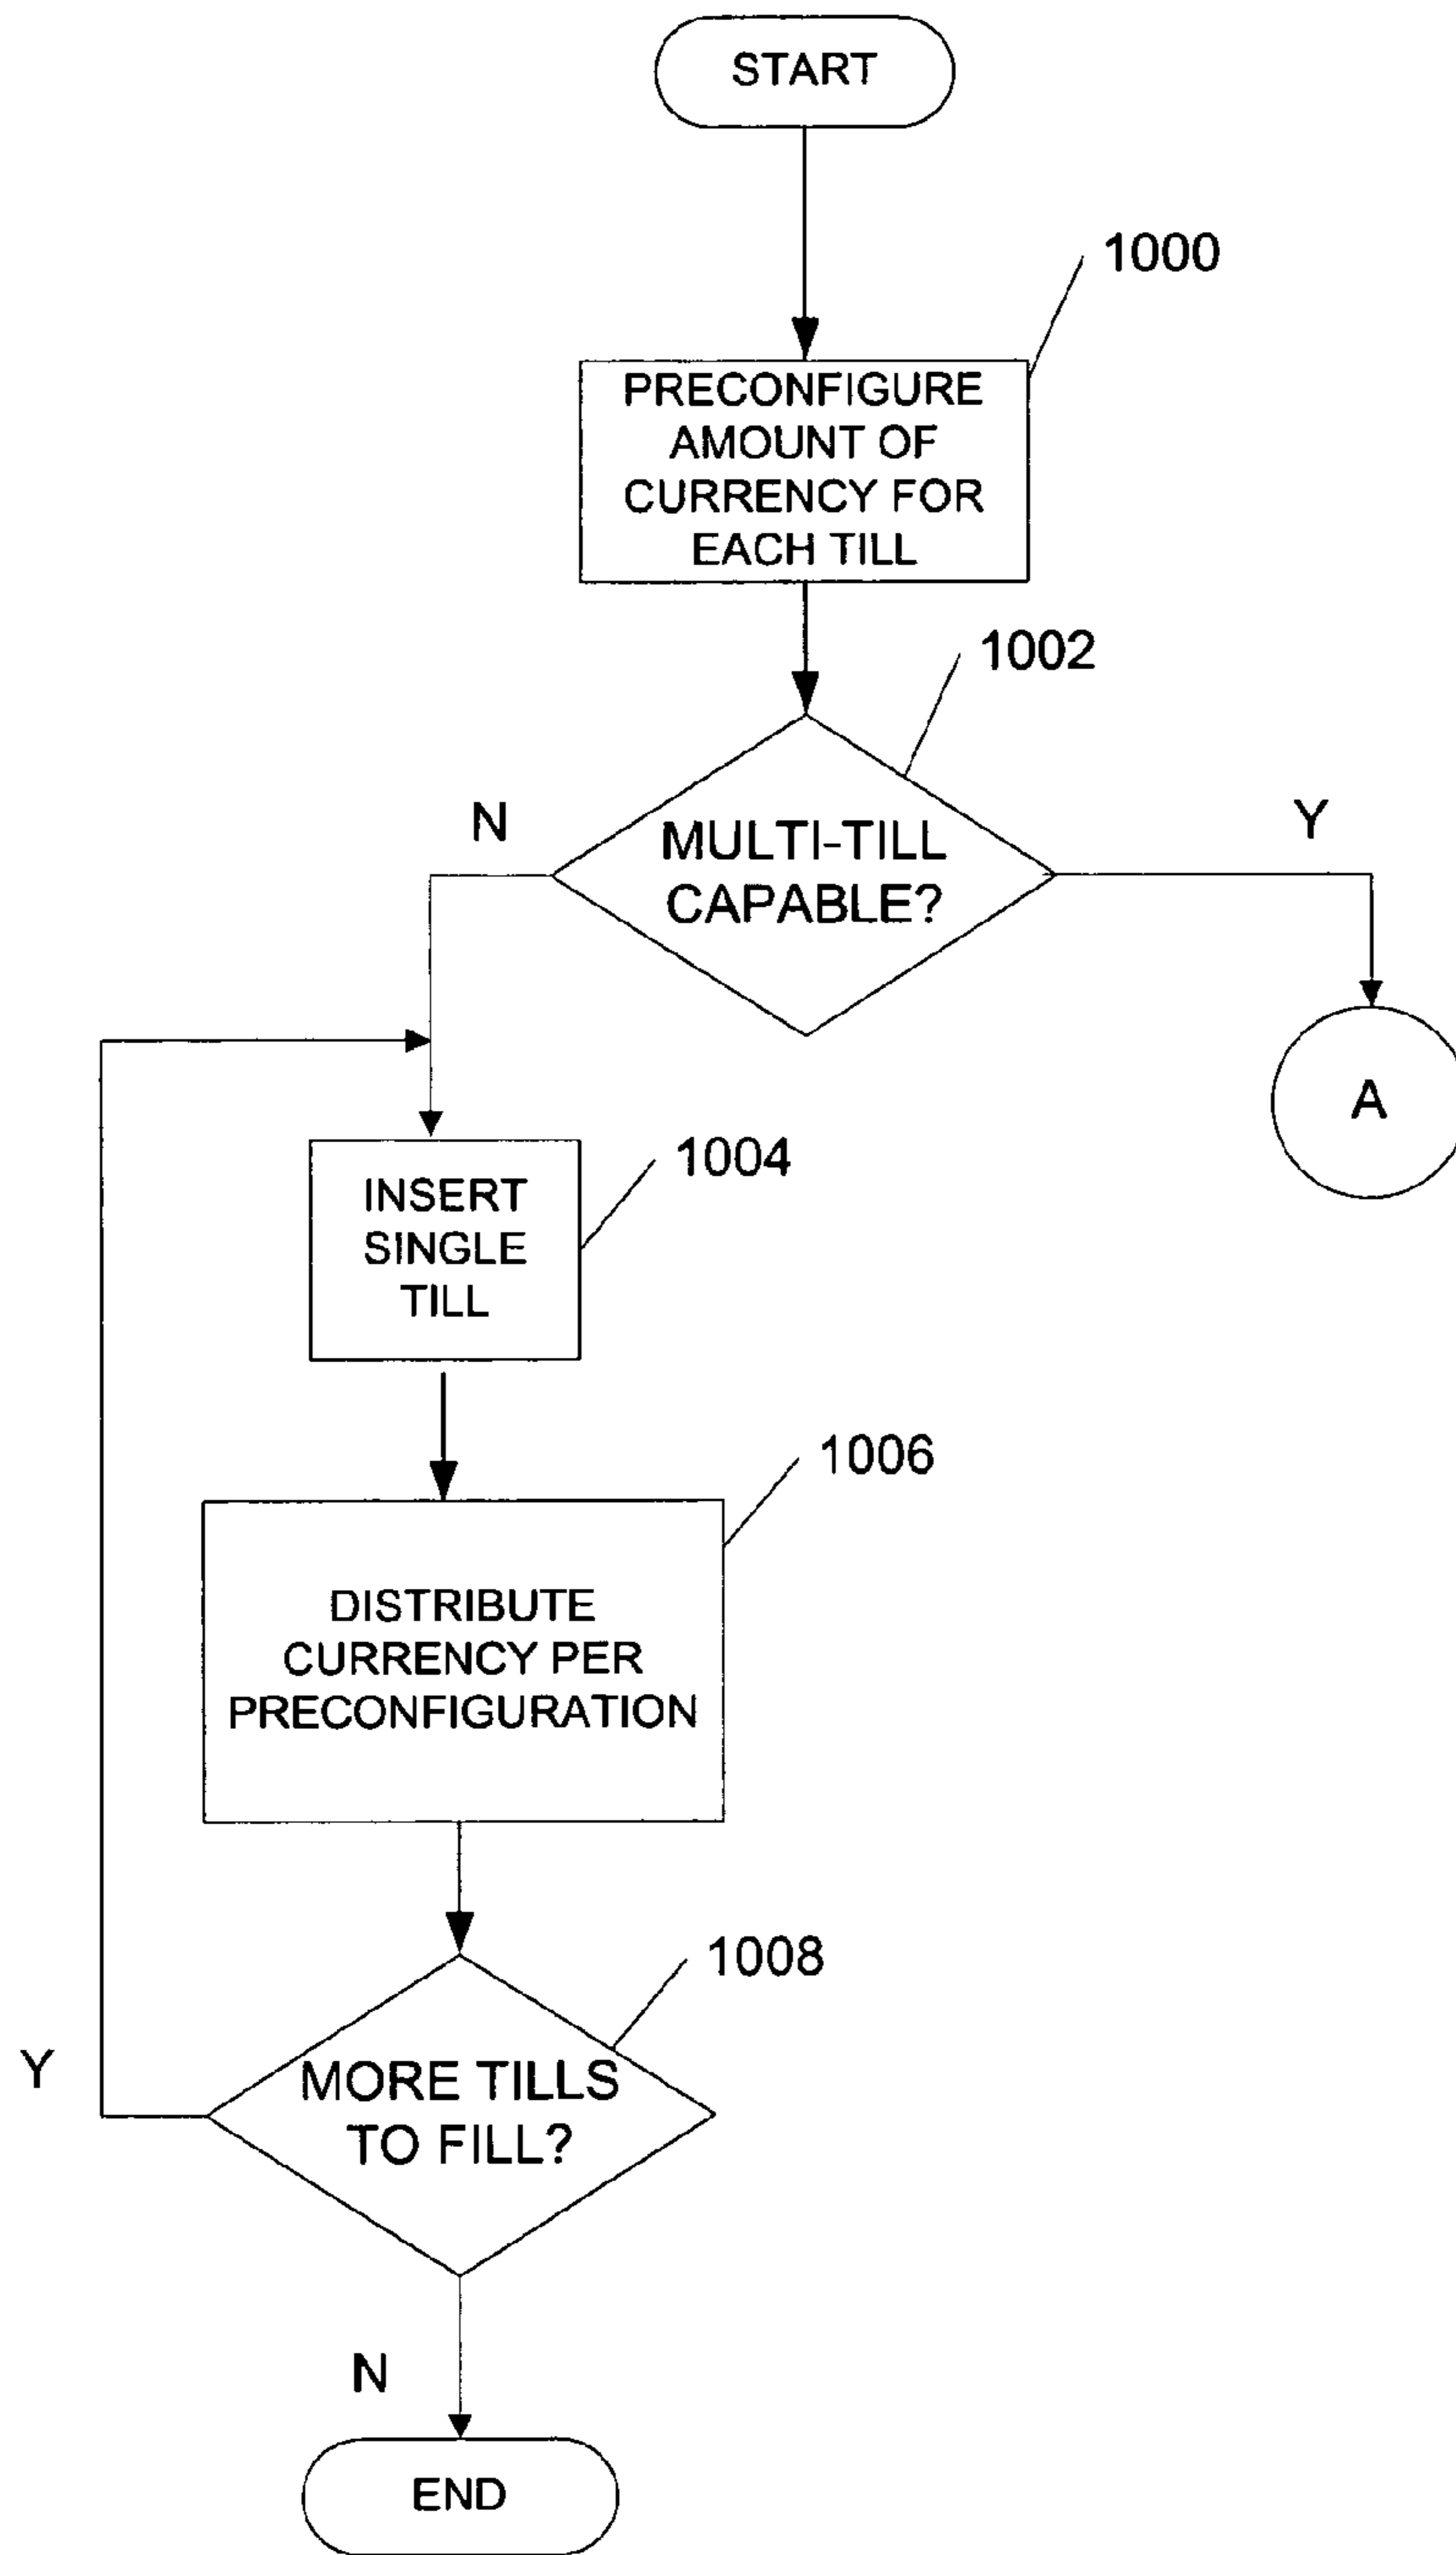 START
1000
PRECONFIGURE
AMOUNT OF
CURRENCY FOR
EACH TILL
1002
N
Y
MULTI-TILL
CAPABLE?
A
1004
INSERT
SINGLE
TILL
1006
DISTRIBUTE
CURRENCY PER
PRECONFIGURATION
1008
Y
MORE TILLS
TO FILL?
N
END